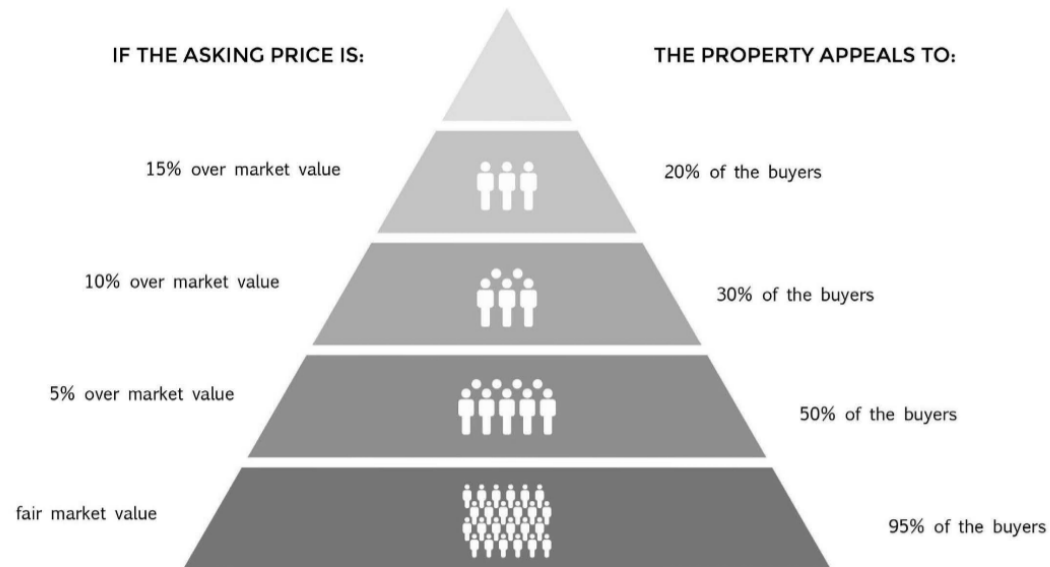 IF THE ASKING PRICE IS:
THE PROPERTY APPEALS TO:
15% over market value
20% of the buyers
10% over market value
30% of the buyers
5% over market value
50% of the buyers
fair market value
95% of the buyers